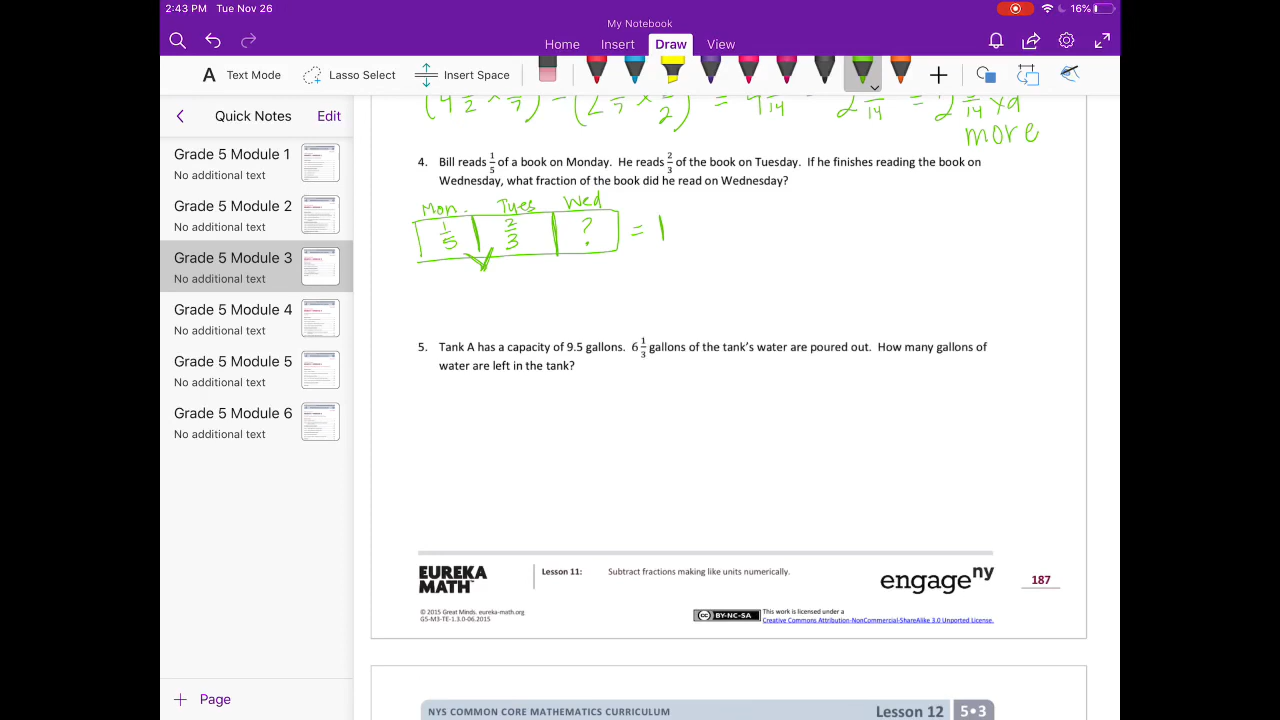 2:43 PM Tue Nov 26
16%
My Notebook
Home Insert Draw View
Text Mode Lasso Select Insert Space
Quick Notes Edit
Grade 5 Module 1
No additional text
Grade 5 Module 2
No additional text
Grade 5 Module 3
No additional text
Grade 5 Module 4
No additional text
Grade 5 Module 5
No additional text
Grade 5 Module 6
No additional text
Page
more
4. Bill reads 1/5 of a book on Monday. He reads 2/3 of the book on Tuesday. If he finishes reading the book on
Wednesday, what fraction of the book did he read on Wednesday?
Mon. Tues Wed
1/5 2/3 ? = 1
5. Tank A has a capacity of 9.5 gallons. 6 1/3 gallons of the tank's water are poured out. How many gallons of
water are left in the tank?
EUREKA
MATH
Lesson 11: Subtract fractions making like units numerically.
engageny
187
© 2015 Great Minds. eureka-math.org
G5-M3-TE-1.3.0-06.2015
CC BY-NC-SA
This work is licensed under a
Creative Commons Attribution-NonCommercial-ShareAlike 3.0 Unported License.
NYS COMMON CORE MATHEMATICS CURRICULUM Lesson 12 5•3